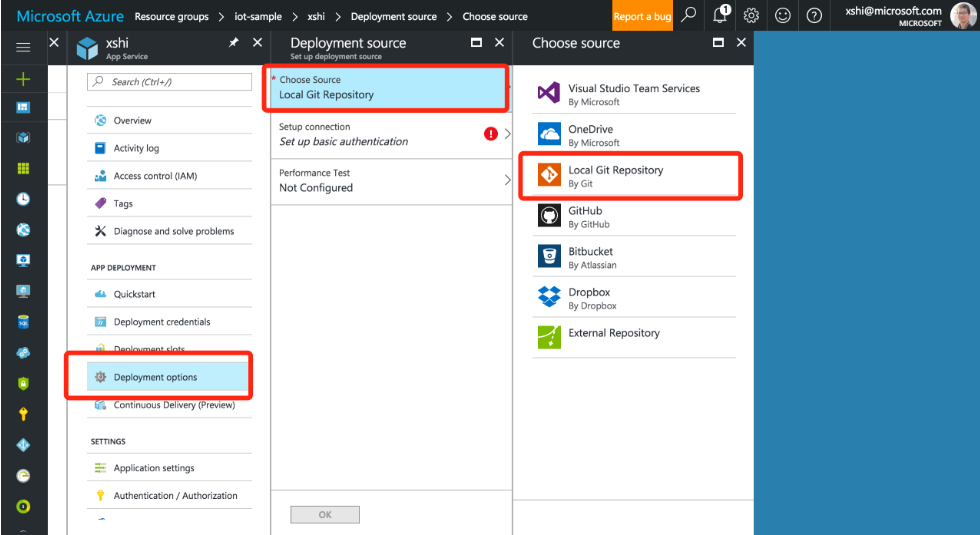 Microsoft Azure Resource groups > iot-sample > xshi > Deployment source > Choose source
Report a bug
1
xshi@microsoft.com
MICROSOFT
xshi
App Service
Search (Ctrl+/)
Overview
Activity log
Access control (IAM)
Tags
Diagnose and solve problems
APP DEPLOYMENT
Quickstart
Deployment credentials
Deployment slots
Deployment options
Continuous Delivery (Preview)
SETTINGS
Application settings
Authentication / Authorization
Deployment source
Set up deployment source
* Choose Source
Local Git Repository
Setup connection
Set up basic authentication
Performance Test
Not Configured
OK
Choose source
Visual Studio Team Services
By Microsoft
OneDrive
By Microsoft
Local Git Repository
By Git
GitHub
By GitHub
Bitbucket
By Atlassian
Dropbox
By Dropbox
External Repository